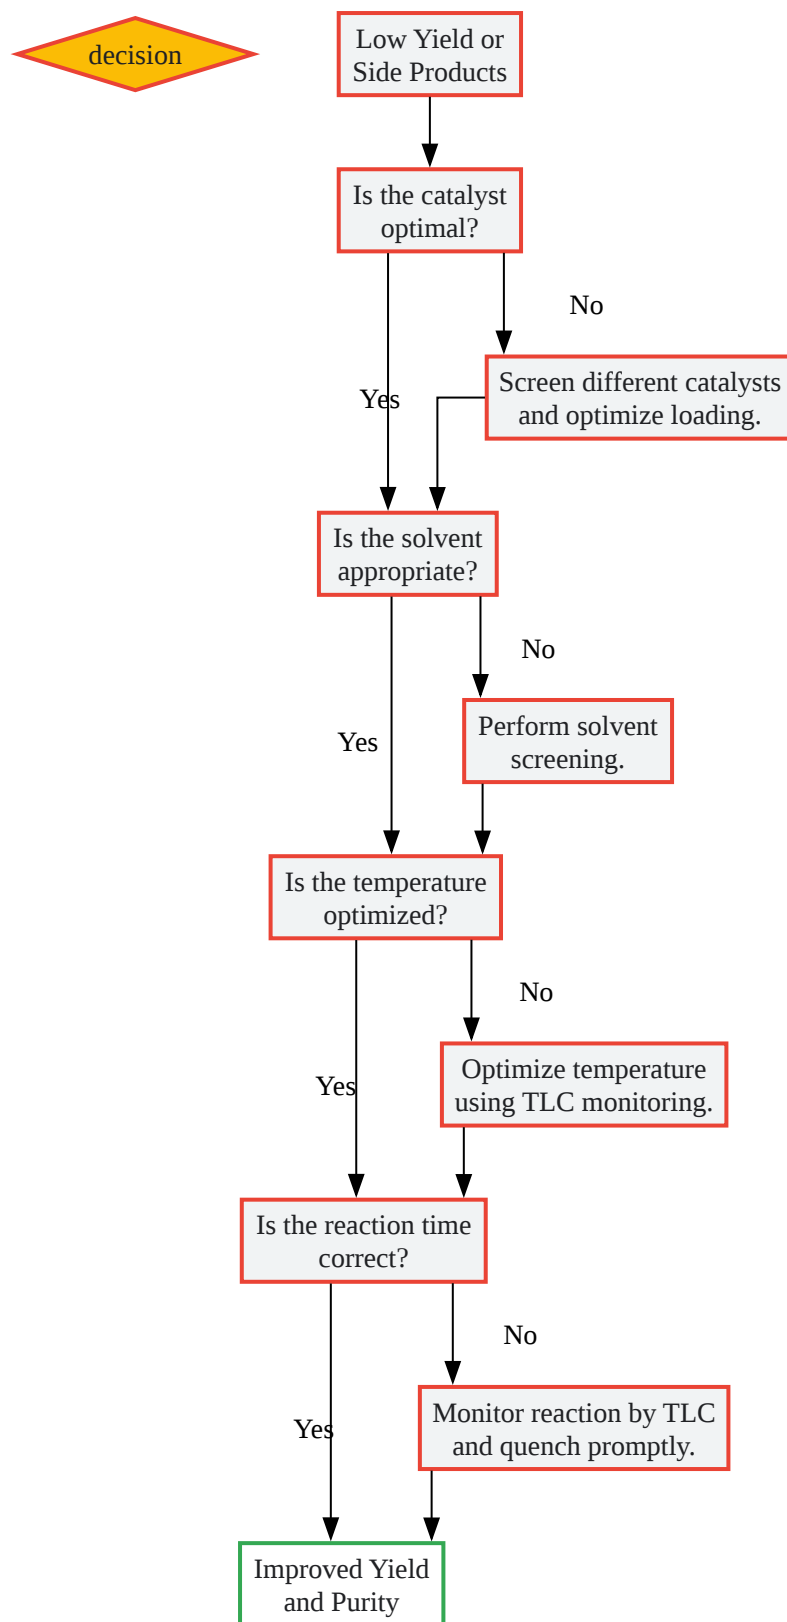 decision
Low Yield or
Side Products
Is the catalyst
optimal?
No
Screen different catalysts
and optimize loading.
Yes
Is the solvent
appropriate?
No
Perform solvent
screening.
Yes
Is the temperature
optimized?
No
Optimize temperature
using TLC monitoring.
Yes
Is the reaction time
correct?
No
Monitor reaction by TLC
and quench promptly.
Yes
Improved Yield
and Purity